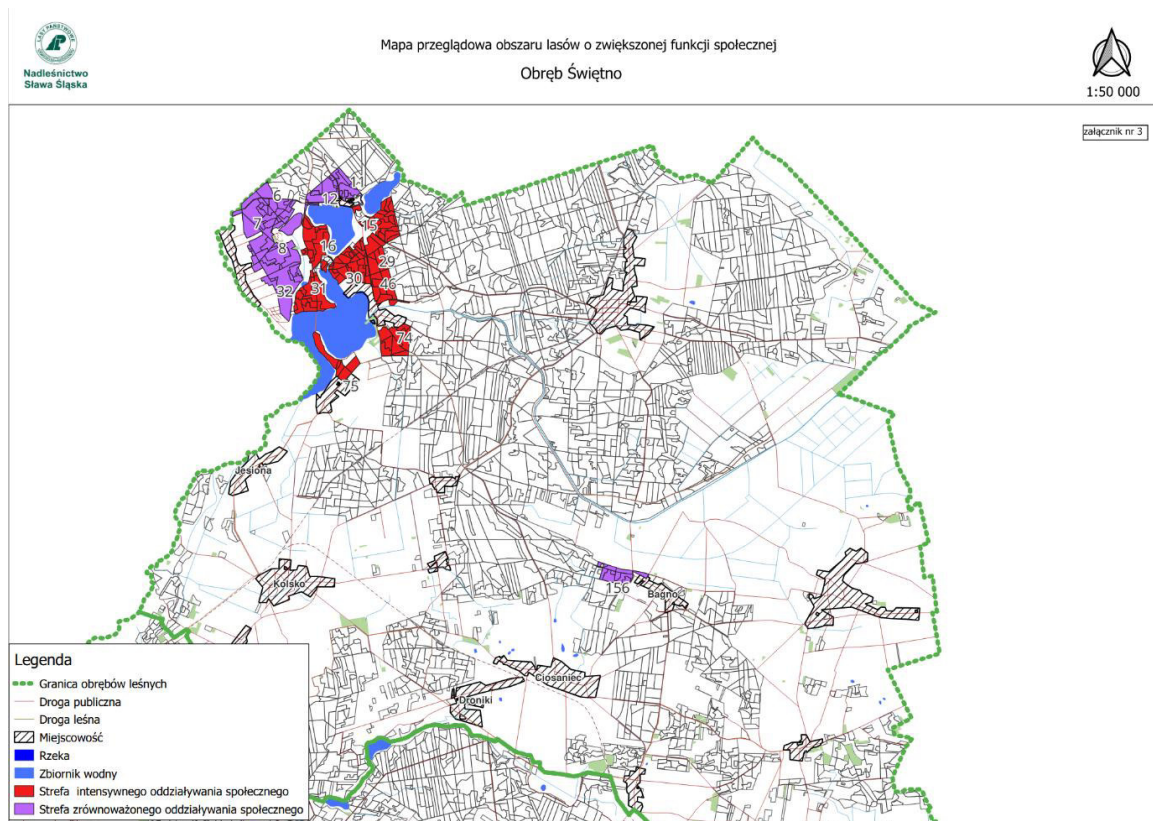 Mapa przeglądowa obszaru lasów o zwiększonej funkcji społecznej
Obręb Świętno
LASY PAŃSTWOWE
Nadleśnictwo
Sława Śląska
1:50 000
załącznik nr 3
11
6
12
7
15
16
8
29
30
46
31
32
74
75
Jesiona
Kolsko
156
Bagno
Ciosaniec
Droniki
Legenda
Granica obrębów leśnych
Droga publiczna
Droga leśna
Miejscowość
Rzeka
Zbiornik wodny
Strefa intensywnego oddziaływania społecznego
Strefa zrównoważonego oddziaływania społecznego